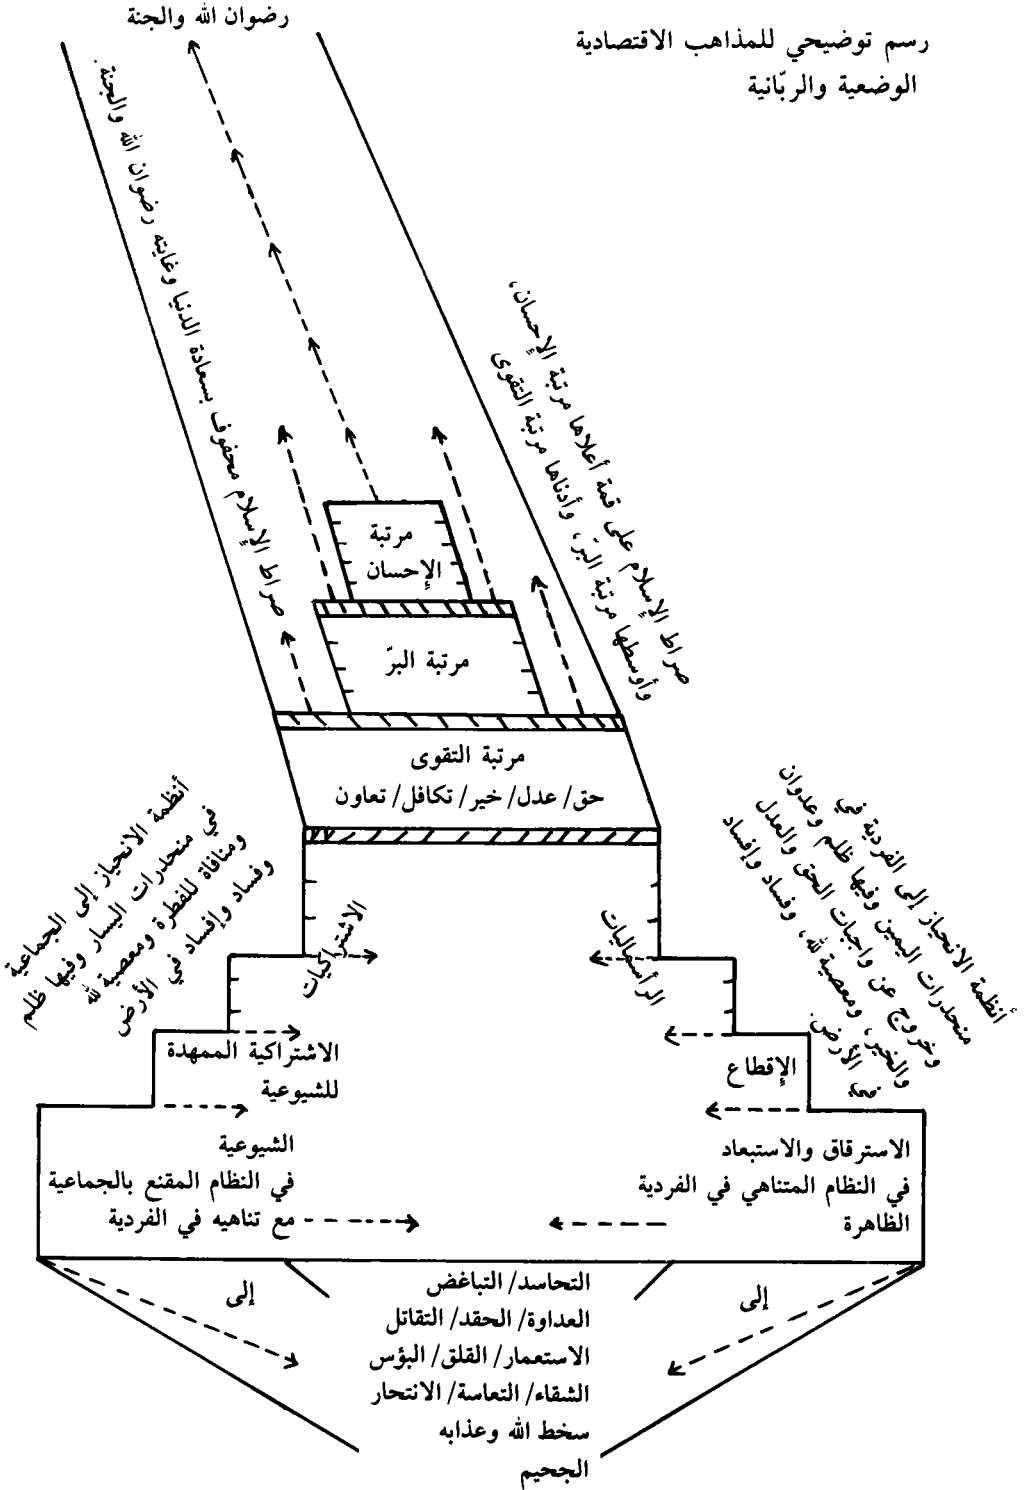 رسم توضيحي للمذاهب الاقتصادية
الوضعية والربّانية
رضوان الله والجنة
صراط الإسلام محفوف بسعادة الدنيا وغايته رضوان الله والجنة.
صراط الإسلام على قمة أعلاها مرتبة الإحسان،
وأوسطها مرتبة البرّ، وأدناها مرتبة التقوى
مرتبة
الإحسان
مرتبة البرّ
مرتبة التقوى
حق/ عدل/ خير/ تكافل/ تعاون
أنظمة الانحياز إلى الفردية في
منحدرات اليمين وفيها ظلم وعدوان
وخروج عن واجبات الحق والعدل
والخير، ومعصية لله، وفساد وإفساد
في الأرض.
أنظمة الانحياز إلى الجماعية
في منحدرات اليسار وفيها ظلم
ومنافاة للفطرة ومعصية لله
وفساد وإفساد في الأرض
الرأسماليات
الاشتراكيات
الإقطاع
الاشتراكية الممهدة
للشيوعية
الاسترقاق والاستبعاد
في النظام المتناهي في الفردية
الظاهرة
الشيوعية
في النظام المقنع بالجماعية
مع تناهيه في الفردية
إلى
إلى
التحاسد/ التباغض
العداوة/ الحقد/ التقاتل
الاستعمار/ القلق/ البؤس
الشقاء/ التعاسة/ الانتحار
سخط الله وعذابه
الجحيم